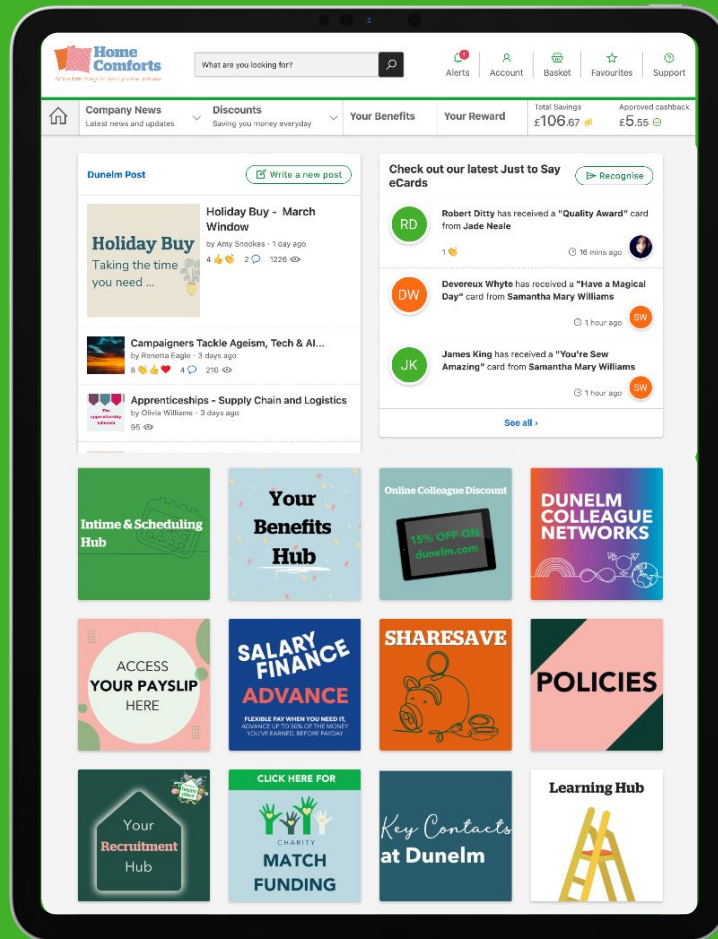 Home
Comforts
What are you looking for?
Alerts
Account
Basket
Favourites
Support
Company News
Latest news and updates
Discounts
Saving you money everyday
Your Benefits
Your Reward
Total Savings
£106.67
Approved cashback
£5.55
Dunelm Post
Write a new post
Holiday Buy
Taking the time
you need ...
Holiday Buy - March
Window
by Amy Snookes · 1 day ago
4 2 1226
Campaigners Tackle Ageism, Tech & AI...
by Renetta Eagle · 3 days ago
8 4 216
The
apprenticeship
Apprenticeships - Supply Chain and Logistics
by Olivia Williams · 3 days ago
95
Check out our latest Just to Say
eCards
Recognise
RD
Robert Ditty has received a "Quality Award" card
from Jade Neale
1
16 mins ago
DW
Devereux Whyte has received a "Have a Magical
Day" card from Samantha Mary Williams
1 hour ago
SW
JK
James King has received a "You're Sew
Amazing" card from Samantha Mary Williams
1 hour ago
SW
See all ›
Intime & Scheduling
Hub
Your
Benefits
Hub
Online Colleague Discount
15% OFF ON
dunelm.com
DUNELM
COLLEAGUE
NETWORKS
ACCESS
YOUR PAYSLIP
HERE
SALARY
FINANCE
ADVANCE
FLEXIBLE PAY WHEN YOU NEED IT,
ADVANCE UP TO 50% OF THE MONEY
YOU'VE EARNED, BEFORE PAYDAY
SHARESAVE
POLICIES
Your
Recruitment
Hub
CLICK HERE FOR
CHARITY
MATCH
FUNDING
Key Contacts
at Dunelm
Learning Hub